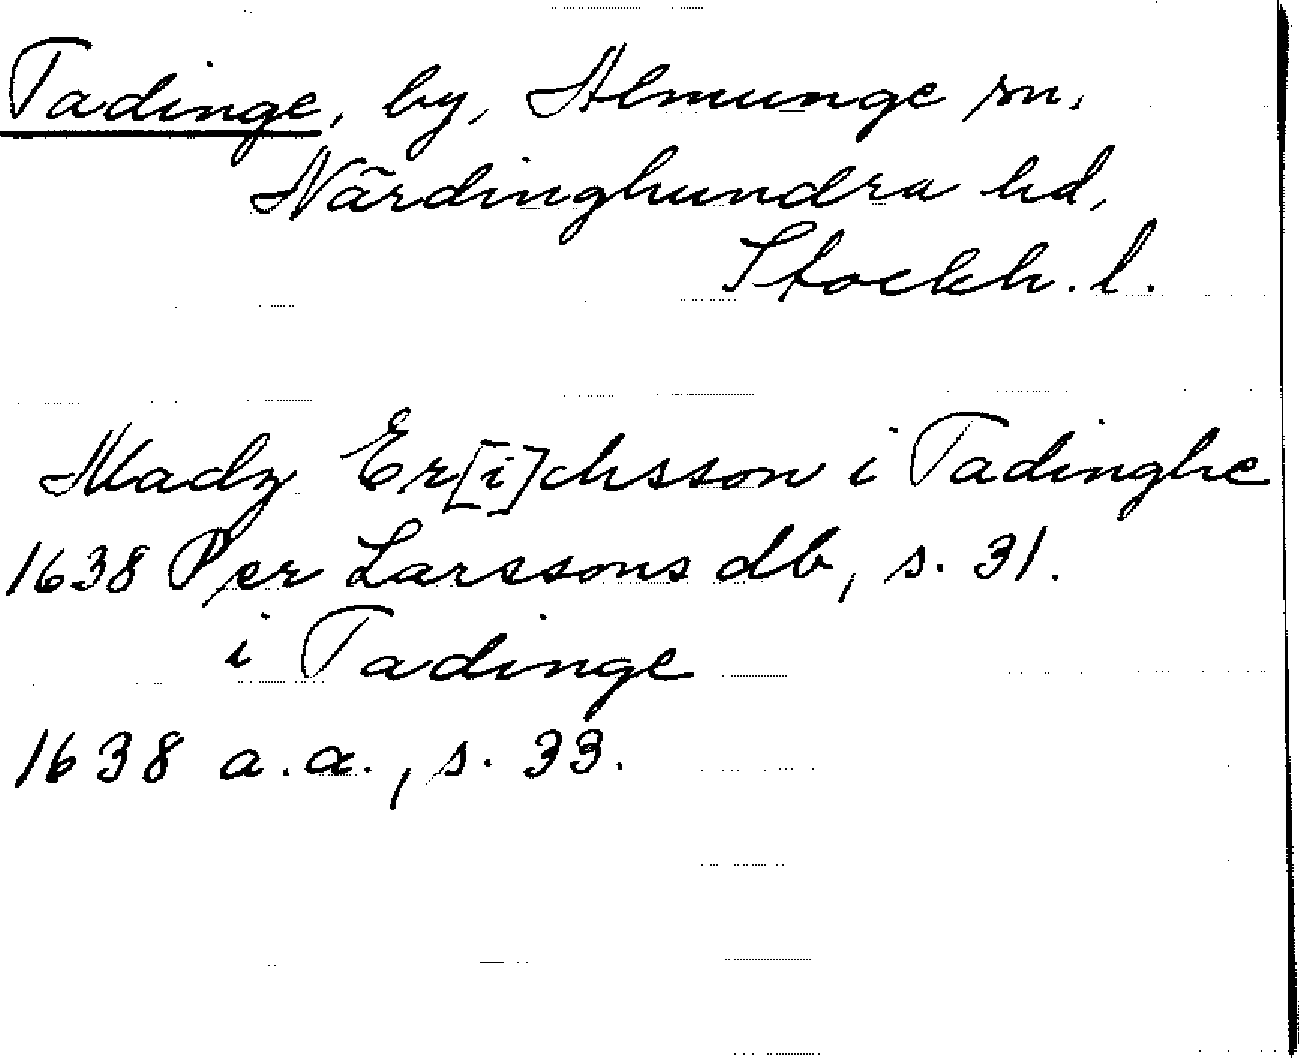 Tadinge, by, Almunge sn,
Närdinghundra hd,
Stockh. l.
Madz Er[i]chsson i Tadinghe
1638 Per Larssons db, s. 31.
i Tadinge
1638 a.a., s. 33.